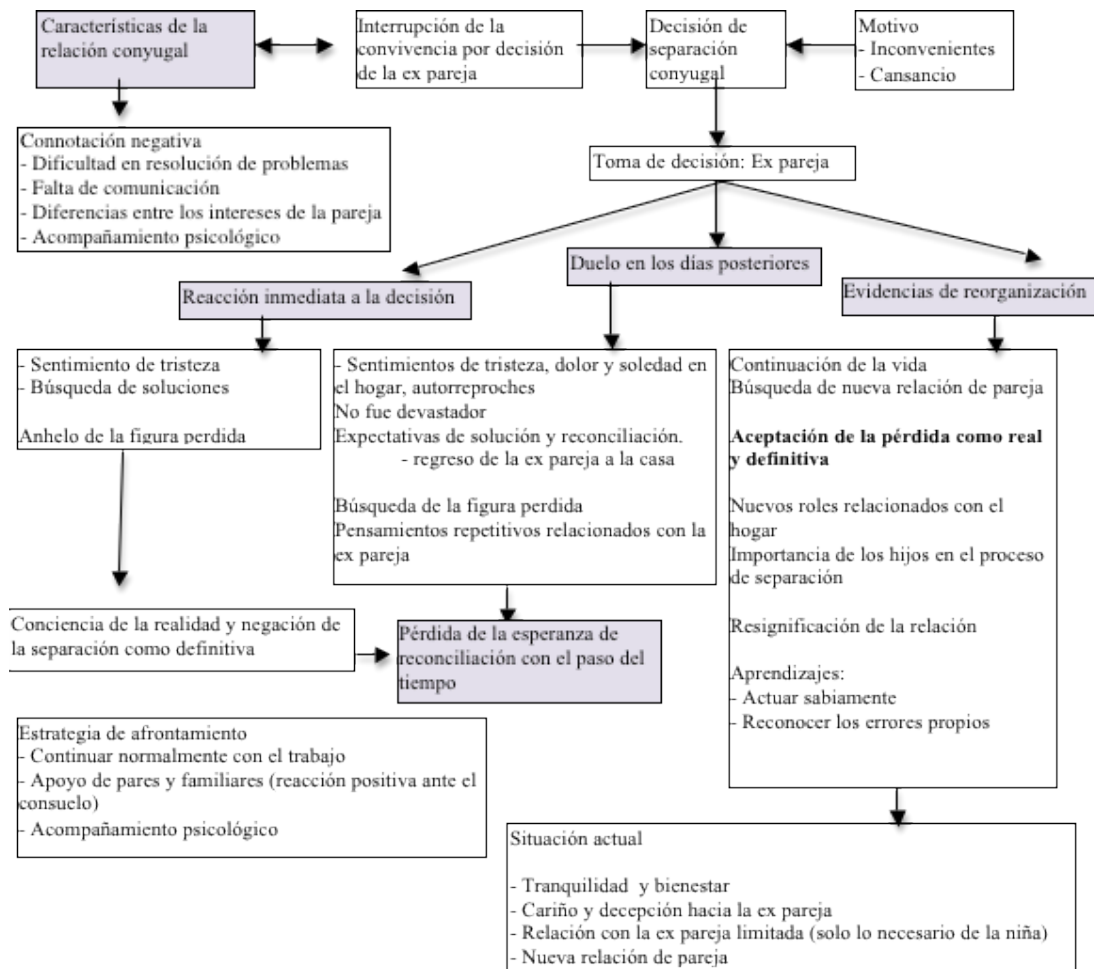 Características de la
relación conyugal
Interrupción de la
convivencia por decisión
de la ex pareja
Decisión de
separación
conyugal
Motivo
- Inconvenientes
- Cansancio
Connotación negativa
- Dificultad en resolución de problemas
- Falta de comunicación
- Diferencias entre los intereses de la pareja
- Acompañamiento psicológico
Toma de decisión: Ex pareja
Reacción inmediata a la decisión
Duelo en los días posteriores
Evidencias de reorganización
- Sentimiento de tristeza
- Búsqueda de soluciones
Anhelo de la figura perdida
- Sentimientos de tristeza, dolor y soledad en
el hogar, autorreproches
No fue devastador
Expectativas de solución y reconciliación.
- regreso de la ex pareja a la casa
Búsqueda de la figura perdida
Pensamientos repetitivos relacionados con la
ex pareja
Continuación de la vida
Búsqueda de nueva relación de pareja
Aceptación de la pérdida como real
y definitiva
Nuevos roles relacionados con el
hogar
Importancia de los hijos en el proceso
de separación
Resignificación de la relación
Aprendizajes:
- Actuar sabiamente
- Reconocer los errores propios
Conciencia de la realidad y negación de
la separación como definitiva
Pérdida de la esperanza de
reconciliación con el paso del
tiempo
Estrategia de afrontamiento
- Continuar normalmente con el trabajo
- Apoyo de pares y familiares (reacción positiva ante el
consuelo)
- Acompañamiento psicológico
Situación actual
- Tranquilidad y bienestar
- Cariño y decepción hacia la ex pareja
- Relación con la ex pareja limitada (solo lo necesario de la niña)
- Nueva relación de pareja